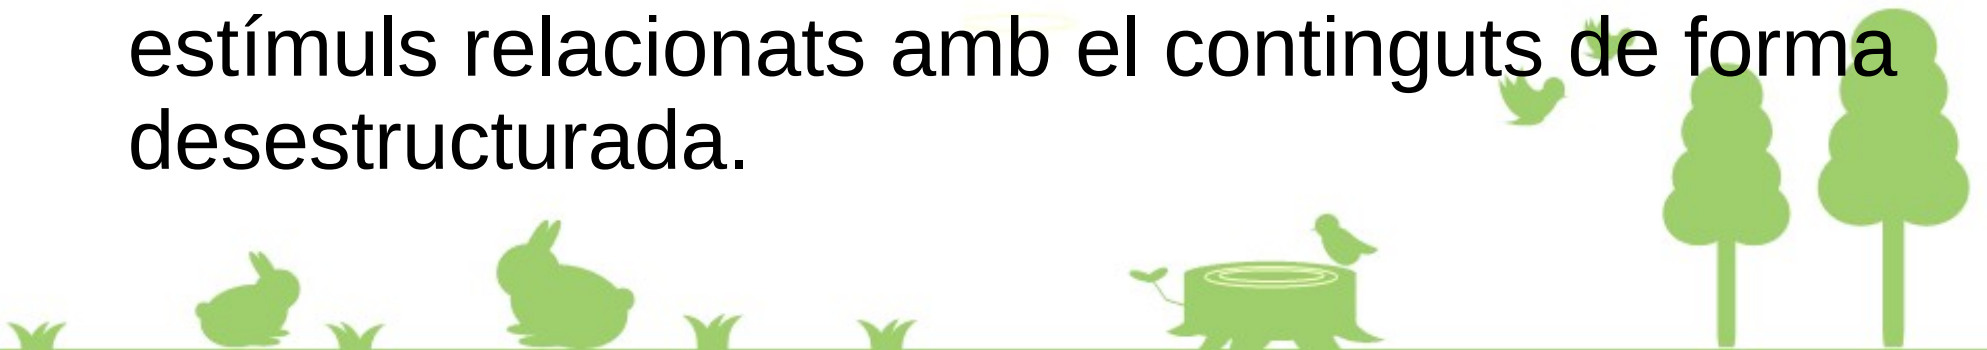 estímuls relacionats amb el continguts de forma
desestructurada.